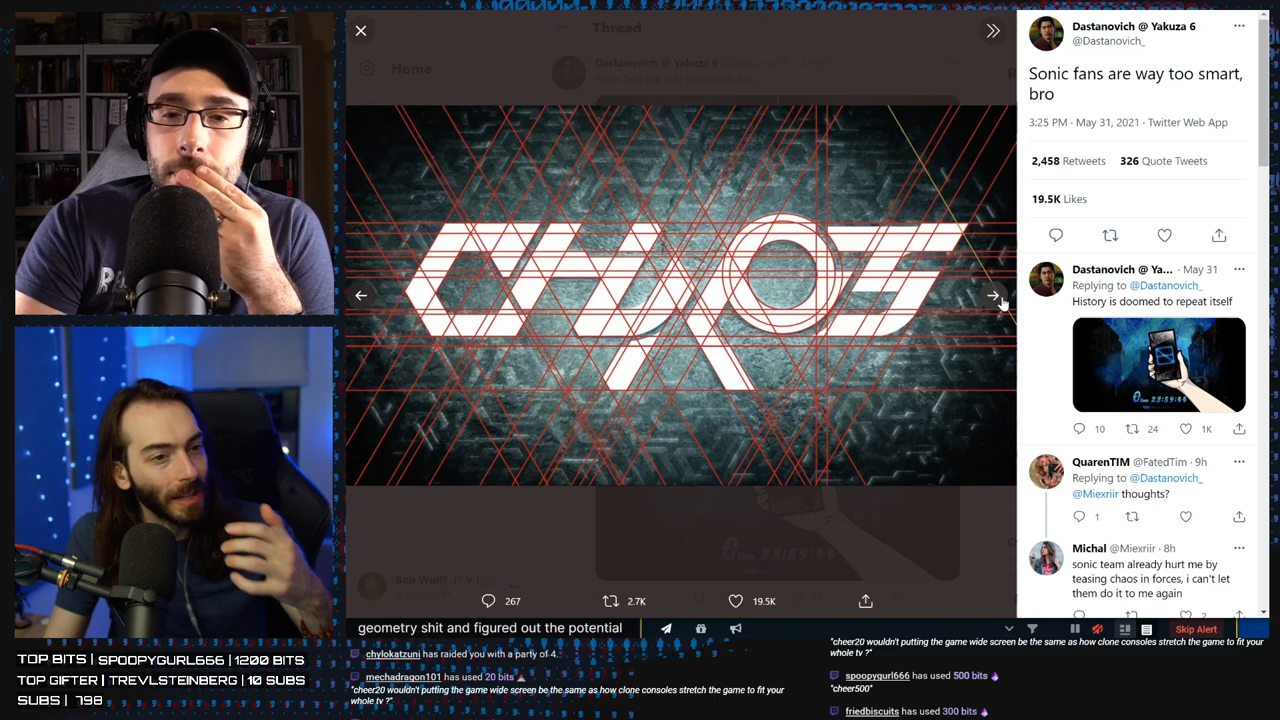 Thread
Home
Dastanovich @ Yakuza 6
CHAOS
267
2.7K
19.5K
Dastanovich @ Yakuza 6
@Dastanovich_
Sonic fans are way too smart,
bro
3:25 PM · May 31, 2021 · Twitter Web App
2,458 Retweets 326 Quote Tweets
19.5K Likes
Dastanovich @ Ya... · May 31
Replying to @Dastanovich_
History is doomed to repeat itself
10 24 1K
QuarenTIM @FatedTim · 9h
Replying to @Dastanovich_
@Miexriir thoughts?
1
Michal @Miexriir · 8h
sonic team already hurt me by
teasing chaos in forces, i can't let
them do it to me again
geometry shit and figured out the potential
Skip Alert
TOP BITS | SPOOPYGURL666 | 1200 BITS
TOP GIFTER | TREVLSTEINBERG | 10 SUBS
SUBS | 798
chylokatzuni has raided you with a party of 4.
mechadragon101 has used 20 bits
"cheer20 wouldn't putting the game wide screen be the same as how clone consoles stretch the game to fit your
whole tv ?"
"cheer20 wouldn't putting the game wide screen be the same as how clone consoles stretch the game to fit your
whole tv ?"
spoopygurl666 has used 500 bits
"cheer500"
friedbiscuits has used 300 bits